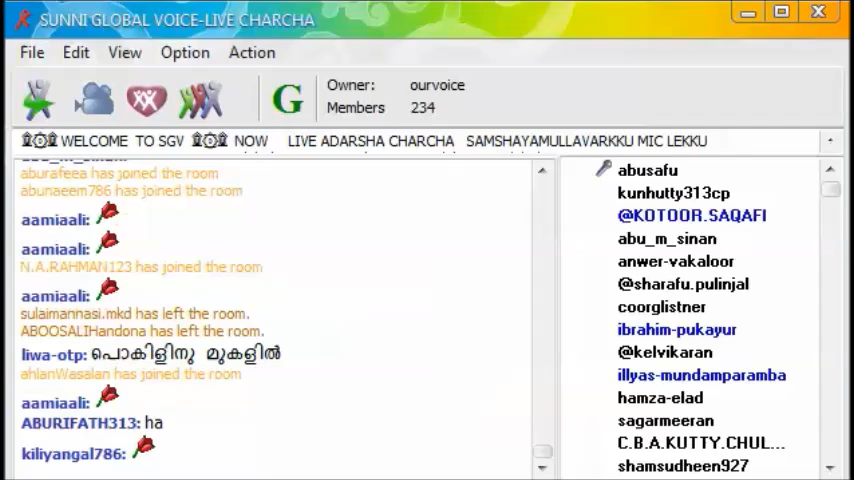 SUNNI GLOBAL VOICE-LIVE CHARCHA
File Edit View Option Action
G
Owner: ourvoice
Members 234
WELCOME TO SGV NOW LIVE ADARSHA CHARCHA SAMSHAYAMULLAVARKKU MIC LEKKU
aburafeea has joined the room
abunaeem786 has joined the room
aamiaali:
aamiaali:
N.A.RAHMAN123 has joined the room
aamiaali:
sulaimannasi.mkd has left the room.
ABOOSALIHandona has left the room.
liwa-otp: പൊകിളിനു മുകളിൽ
ahlanWasalan has joined the room
aamiaali:
ABURIFATH313: ha
kiliyangal786:
abusafu
kunhutty313cp
@KOTOOR.SAQAFI
abu_m_sinan
anwer-vakaloor
@sharafu.pulinjal
coorglistner
ibrahim-pukayur
@kelvikaran
illyas-mundamparamba
hamza-elad
sagarmeeran
C.B.A.KUTTY.CHUL...
shamsudheen927